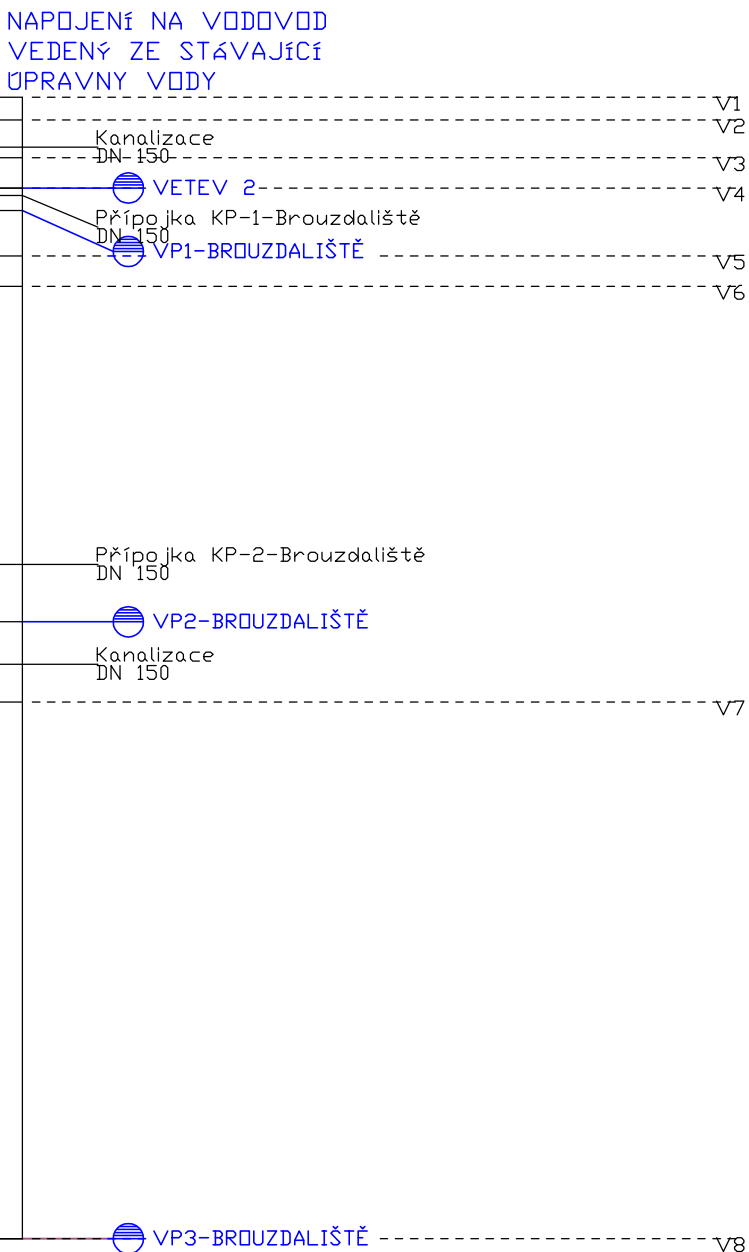 NAPOJENÍ NA VODOVOD
VEDENÝ ZE STÁVAJÍCÍ
ÚPRAVNY VODY
V1
V2
Kanalizace
DN 150
V3
VETEV 2
V4
Přípojka KP-1-Brouzdaliště
DN 150
VP1-BROUZDALIŠTĚ
V5
V6
Přípojka KP-2-Brouzdaliště
DN 150
VP2-BROUZDALIŠTĚ
Kanalizace
DN 150
V7
VP3-BROUZDALIŠTĚ
V8